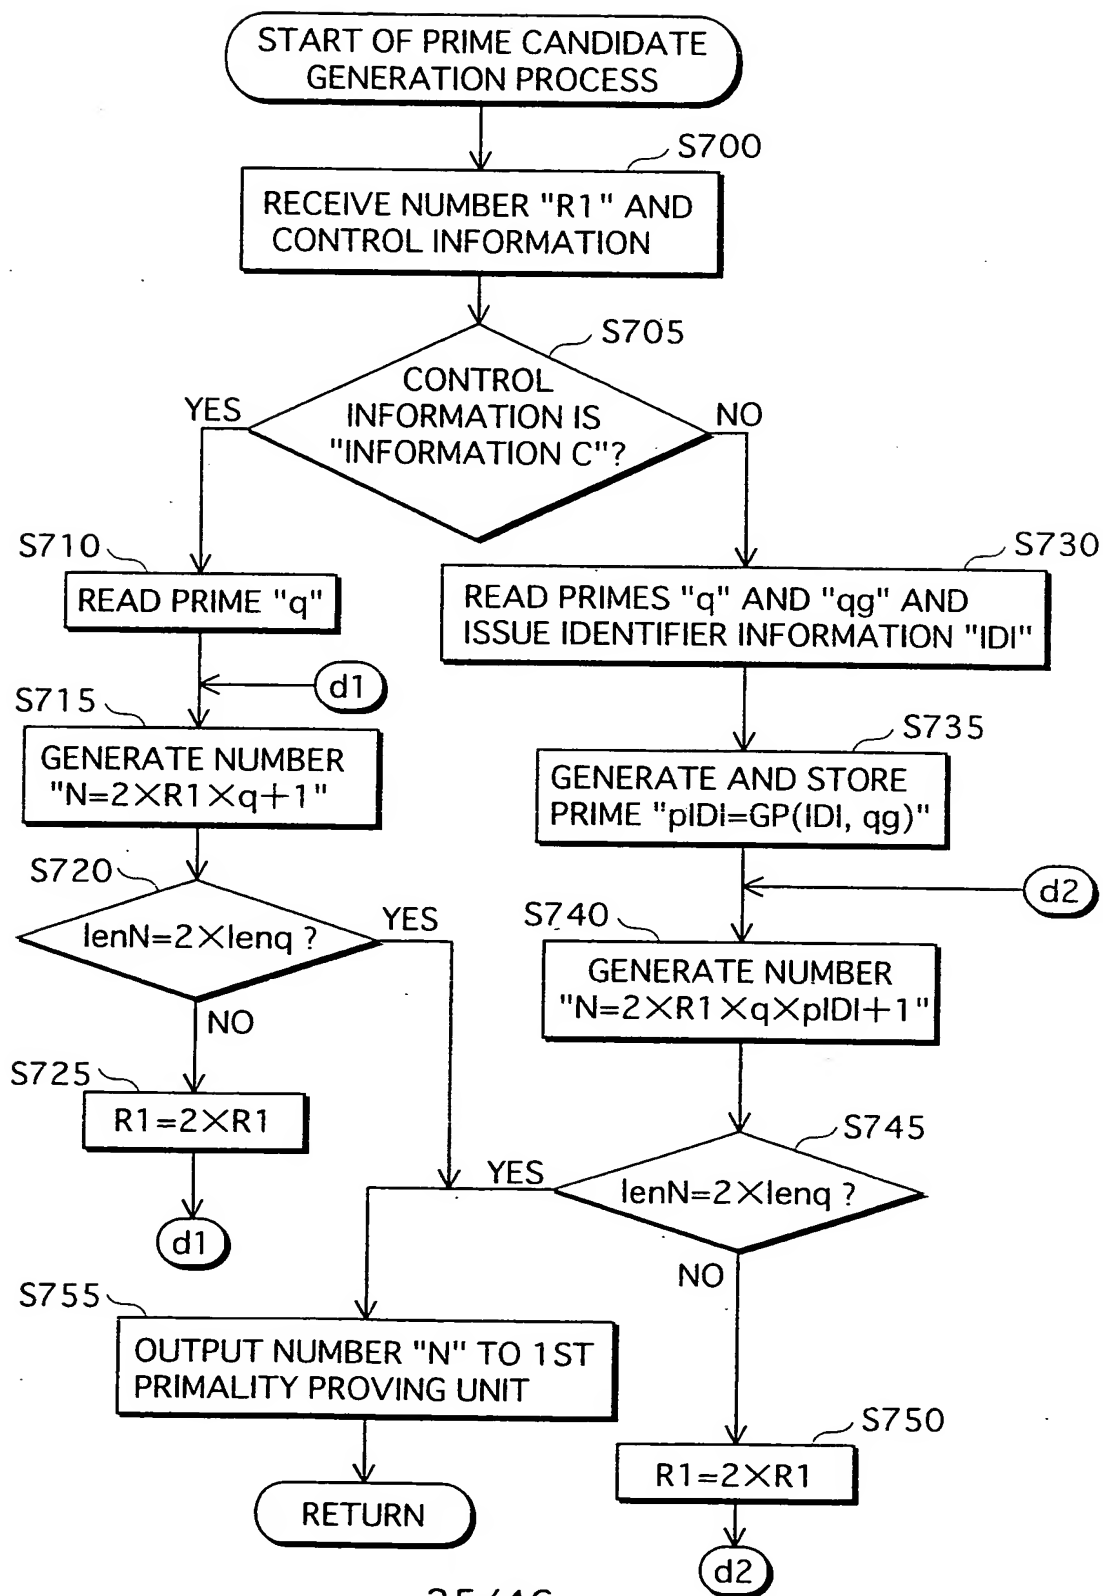 START OF PRIME CANDIDATE
GENERATION PROCESS
S700
RECEIVE NUMBER "R1" AND
CONTROL INFORMATION
S705
CONTROL
INFORMATION IS
"INFORMATION C"?
YES
NO
S710
READ PRIME "q"
S730
READ PRIMES "q" AND "qg" AND
ISSUE IDENTIFIER INFORMATION "IDI"
d1
S715
GENERATE NUMBER
"N=2×R1×q+1"
S735
GENERATE AND STORE
PRIME "pIDI=GP(IDI, qg)"
d2
S720
lenN=2×lenq ?
YES
NO
S740
GENERATE NUMBER
"N=2×R1×q×pIDI+1"
S725
R1=2×R1
d1
S745
lenN=2×lenq ?
YES
NO
S755
OUTPUT NUMBER "N" TO 1ST
PRIMALITY PROVING UNIT
S750
R1=2×R1
RETURN
d2